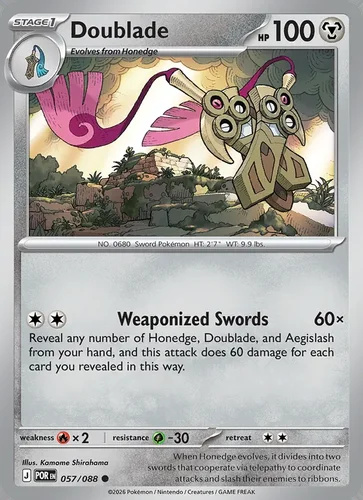 STAGE1
Doublade
HP 100
Evolves from Honedge
NO. 0680 Sword Pokémon HT: 2'7" WT: 9.9 lbs.
Weaponized Swords 60×
Reveal any number of Honedge, Doublade, and Aegislash
from your hand, and this attack does 60 damage for each
card you revealed in this way.
weakness ×2 resistance -30 retreat
Illus. Kamome Shirahama
J POR EN 057/088
When Honedge evolves, it divides into two
swords that cooperate via telepathy to coordinate
attacks and slash their enemies to ribbons.
©2026 Pokémon / Nintendo / Creatures / GAME FREAK